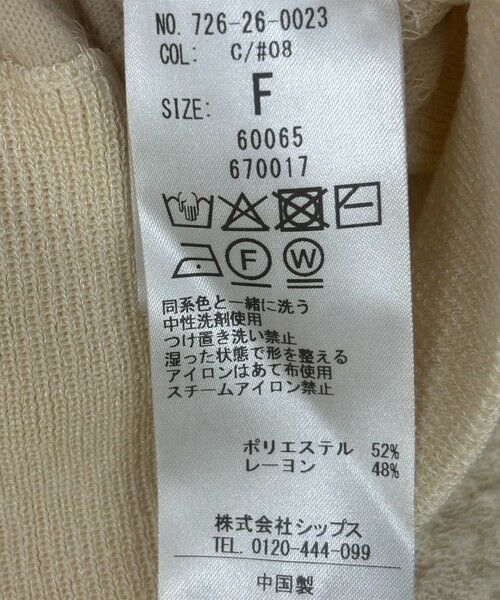 NO. 726-26-0023
COL: C/#08
SIZE: F
60065
670017
F W
同系色と一緒に洗う
中性洗剤使用
つけ置き洗い禁止
湿った状態で形を整える
アイロンはあて布使用
スチームアイロン禁止
ポリエステル 52%
レーヨン 48%
株式会社シップス
TEL. 0120-444-099
中国製